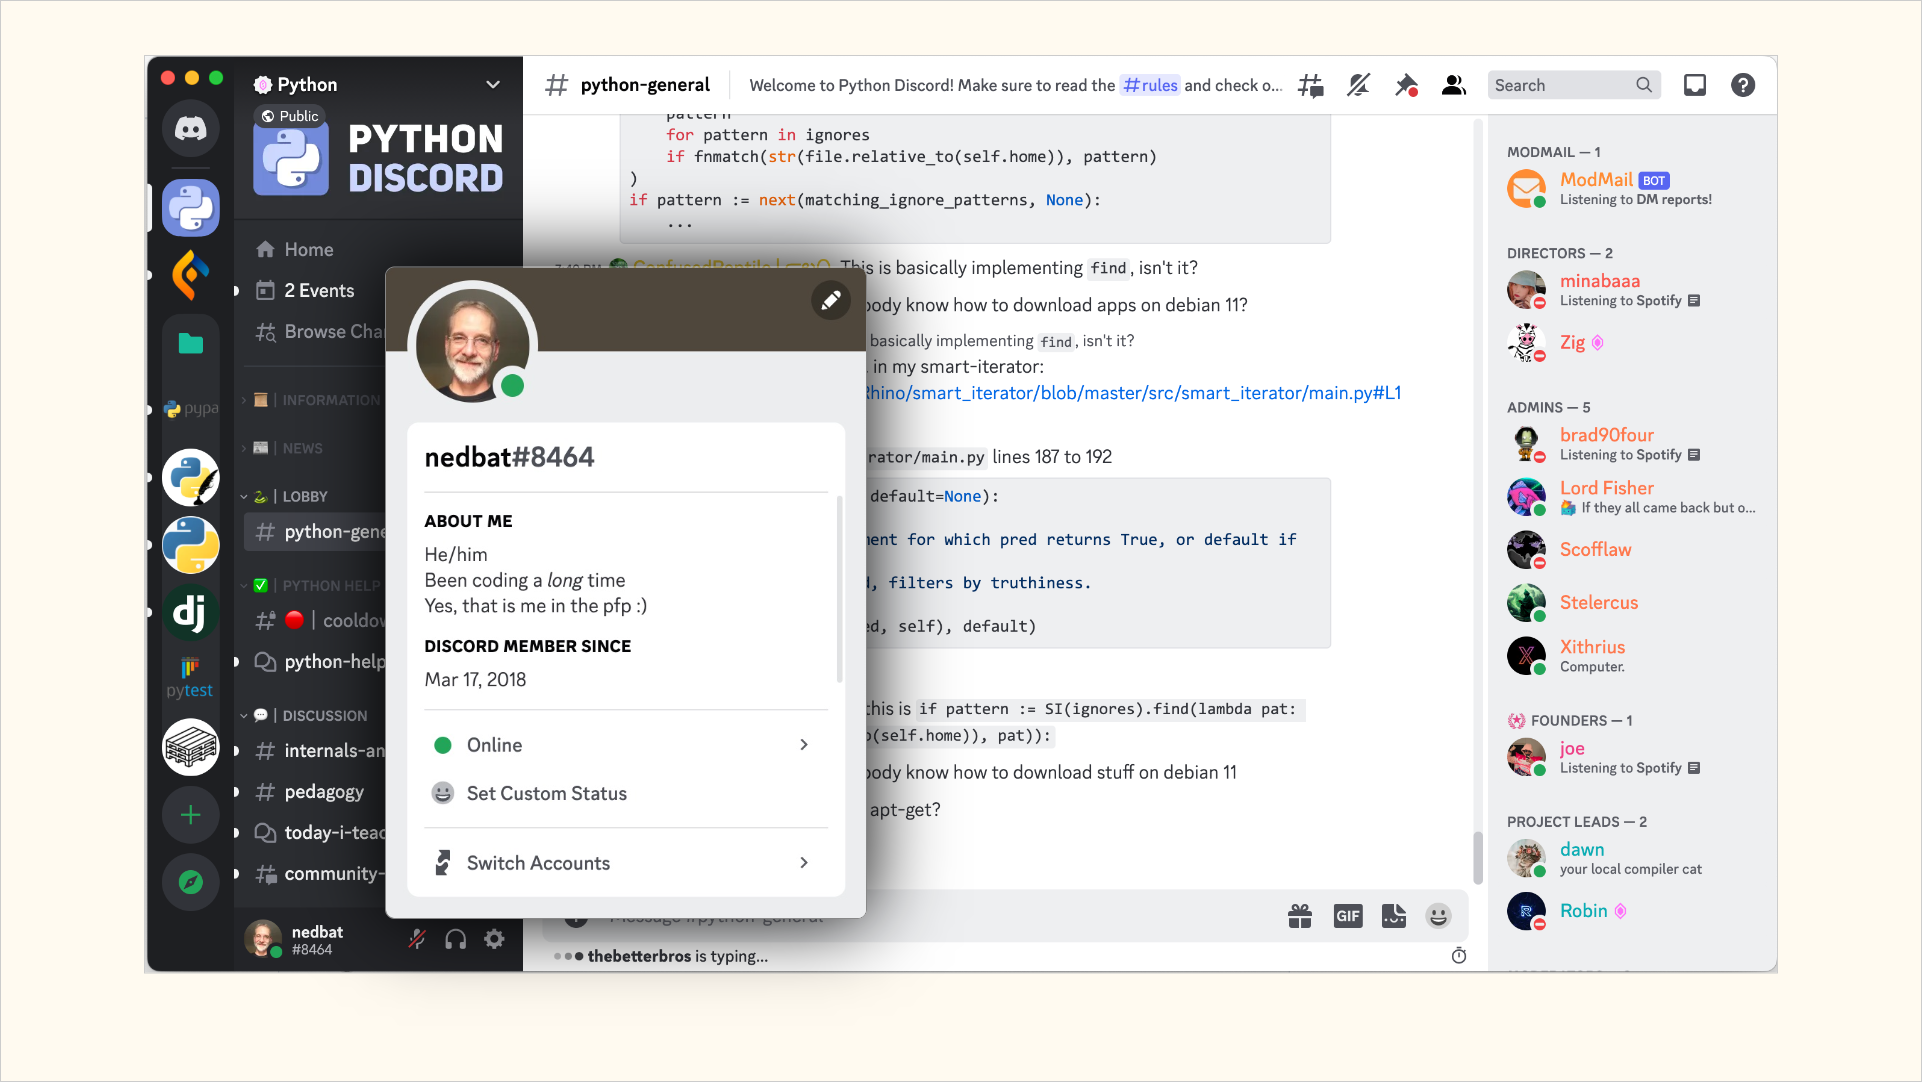 Python
Public
PYTHON
DISCORD
Home
2 Events
Browse Cha
INFORMATION
NEWS
LOBBY
python-gene
PYTHON HELP
cooldow
python-help
DISCUSSION
internals-an
pedagogy
today-i-teac
community-
nedbat
#8464
pypa
dj
pytest
python-general
Welcome to Python Discord! Make sure to read the #rules and check o...
Search
pattern
for pattern in ignores
if fnmatch(str(file.relative_to(self.home)), pattern)
)
if pattern := next(matching_ignore_patterns, None):
...
This is basically implementing find, isn't it?
body know how to download apps on debian 11?
basically implementing find, isn't it?
in my smart-iterator:
Rhino/smart_iterator/blob/master/src/smart_iterator/main.py#L1
rator/main.py lines 187 to 192
default=None):
ent for which pred returns True, or default if
d, filters by truthiness.
ed, self), default)
this is if pattern := SI(ignores).find(lambda pat:
o(self.home)), pat)):
body know how to download stuff on debian 11
apt-get?
Message #python-general
GIF
thebetterbros is typing...
nedbat#8464
ABOUT ME
He/him
Been coding a long time
Yes, that is me in the pfp :)
DISCORD MEMBER SINCE
Mar 17, 2018
Online
Set Custom Status
Switch Accounts
MODMAIL — 1
ModMail BOT
Listening to DM reports!
DIRECTORS — 2
minabaaa
Listening to Spotify
Zig
ADMINS — 5
brad90four
Listening to Spotify
Lord Fisher
If they all came back but o...
Scofflaw
Stelercus
Xithrius
Computer.
FOUNDERS — 1
joe
Listening to Spotify
PROJECT LEADS — 2
dawn
your local compiler cat
Robin